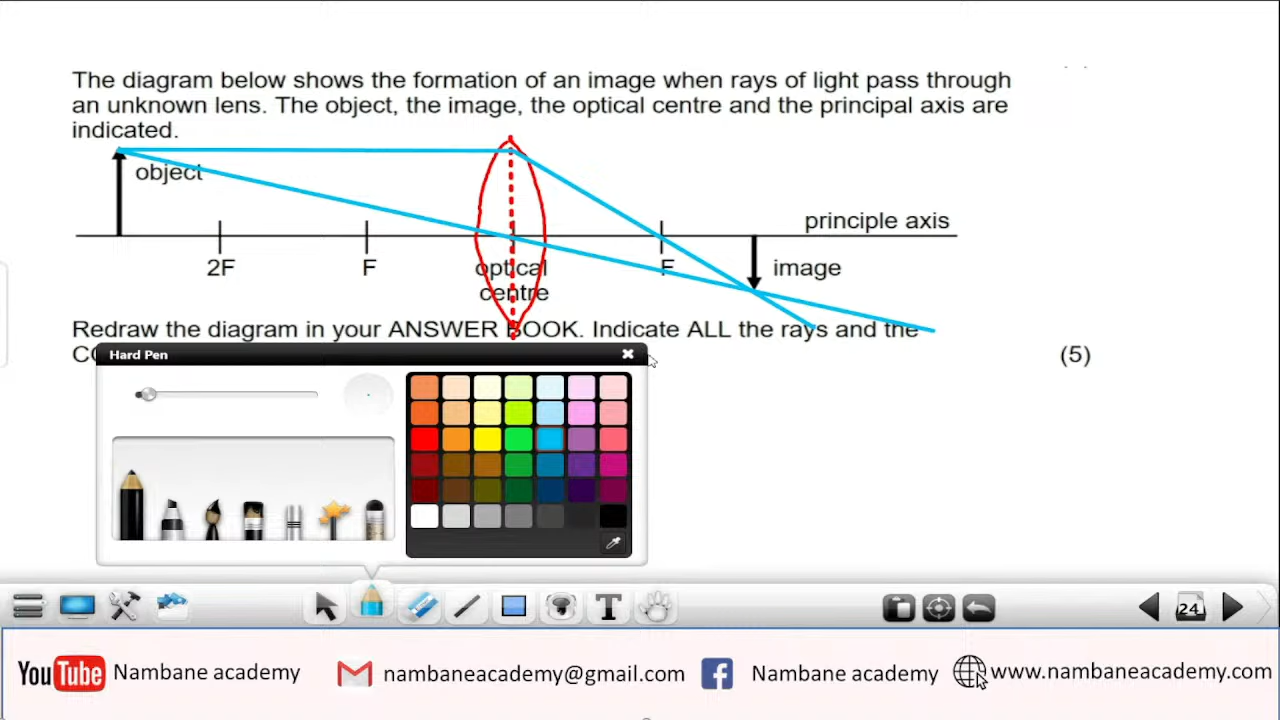 The diagram below shows the formation of an image when rays of light pass through
an unknown lens. The object, the image, the optical centre and the principal axis are
indicated.
object
principle axis
2F
F
optical
F
image
centre
Redraw the diagram in your ANSWER BOOK. Indicate ALL the rays and the
(5)
Hard Pen
T
24
YouTube Nambane academy
nambaneacademy@gmail.com
f Nambane academy
www.nambaneacademy.com